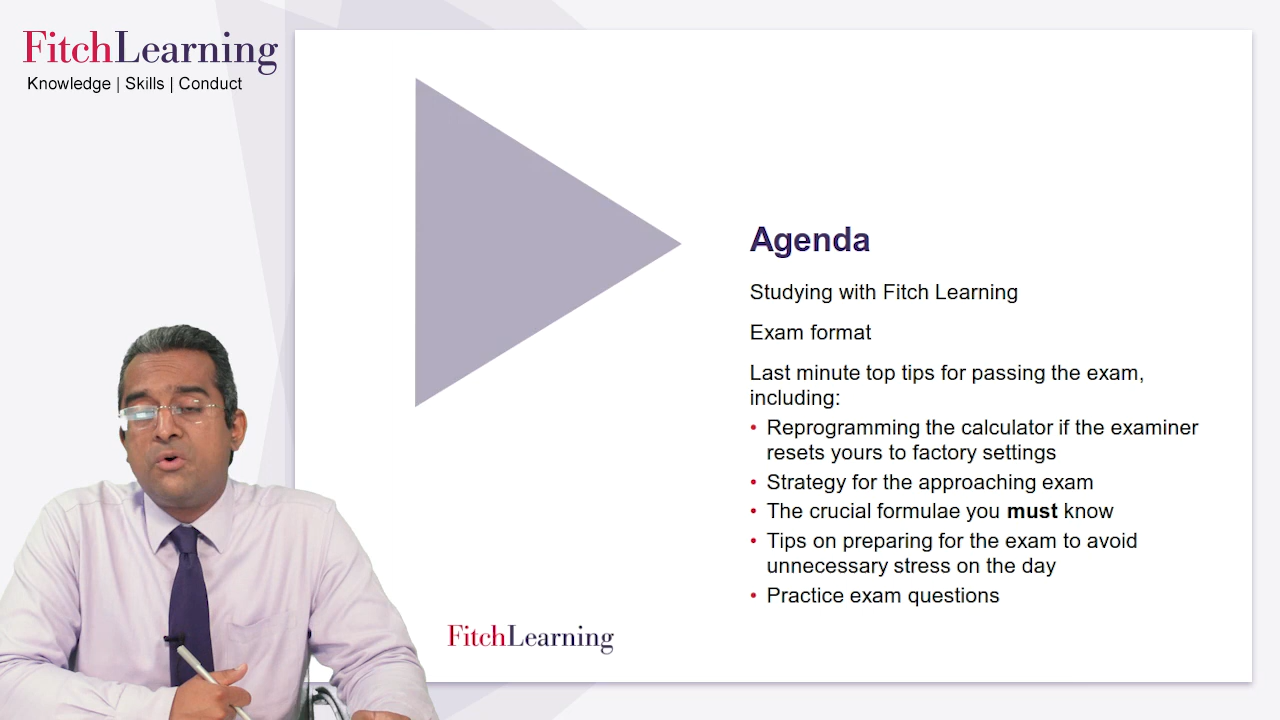 FitchLearning
Knowledge | Skills | Conduct
Agenda
Studying with Fitch Learning
Exam format
Last minute top tips for passing the exam,
including:
• Reprogramming the calculator if the examiner
resets yours to factory settings
• Strategy for the approaching exam
• The crucial formulae you must know
• Tips on preparing for the exam to avoid
unnecessary stress on the day
• Practice exam questions
FitchLearning